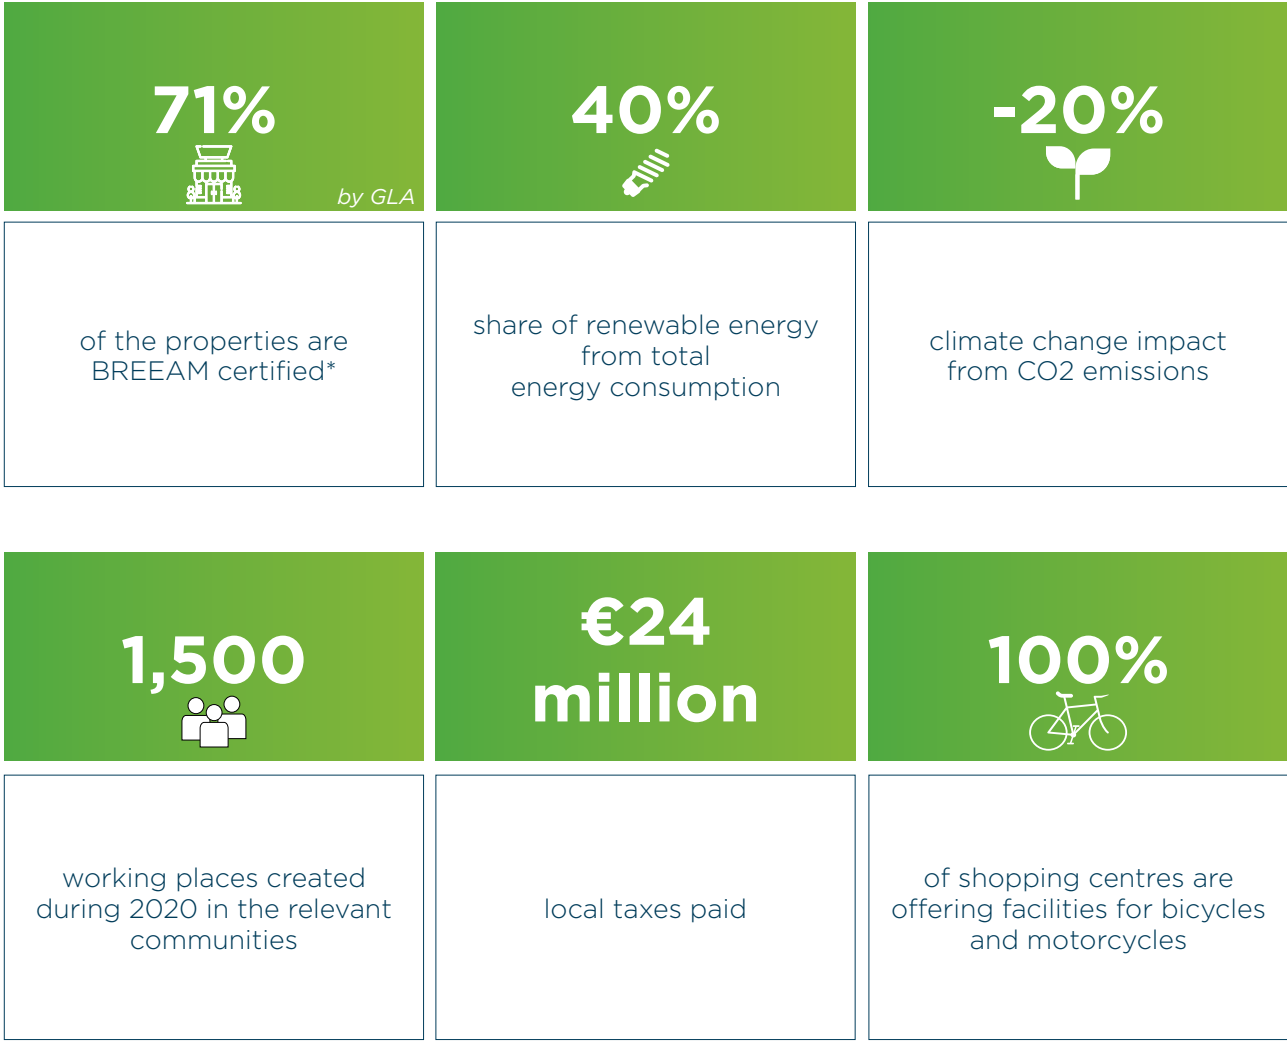 71%
by GLA
of the properties are
BREEAM certified*
40%
share of renewable energy
from total
energy consumption
-20%
climate change impact
from CO2 emissions
1,500
working places created
during 2020 in the relevant
communities
€24
million
local taxes paid
100%
of shopping centres are
offering facilities for bicycles
and motorcycles